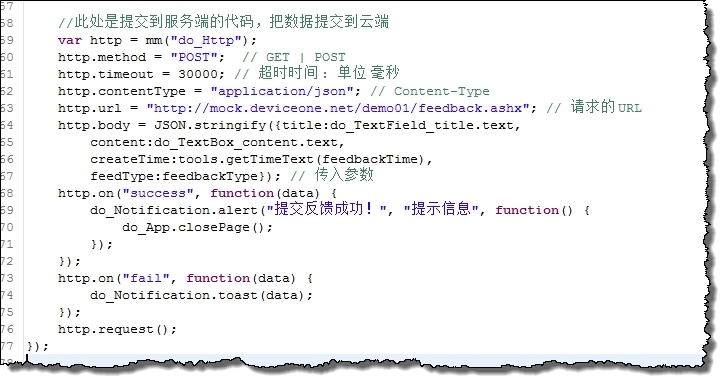 57
58 //此处是提交到服务端的代码，把数据提交到云端
59 var http = mm("do_Http");
60 http.method = "POST";  // GET | POST
61 http.timeout = 30000; // 超时时间 : 单位 毫秒
62 http.contentType = "application/json"; // Content-Type
63 http.url = "http://mock.deviceone.net/demo01/feedback.ashx"; // 请求的URL
64 http.body = JSON.stringify({title:do_TextField_title.text,
65 content:do_TextBox_content.text,
66 createTime:tools.getTimeText(feedbackTime),
67 feedType:feedbackType}); // 传入参数
68 http.on("success", function(data) {
69 do_Notification.alert("提交反馈成功！", "提示信息", function() {
70 do_App.closePage();
71 });
72 });
73 http.on("fail", function(data) {
74 do_Notification.toast(data);
75 });
76 http.request();
77 });
78